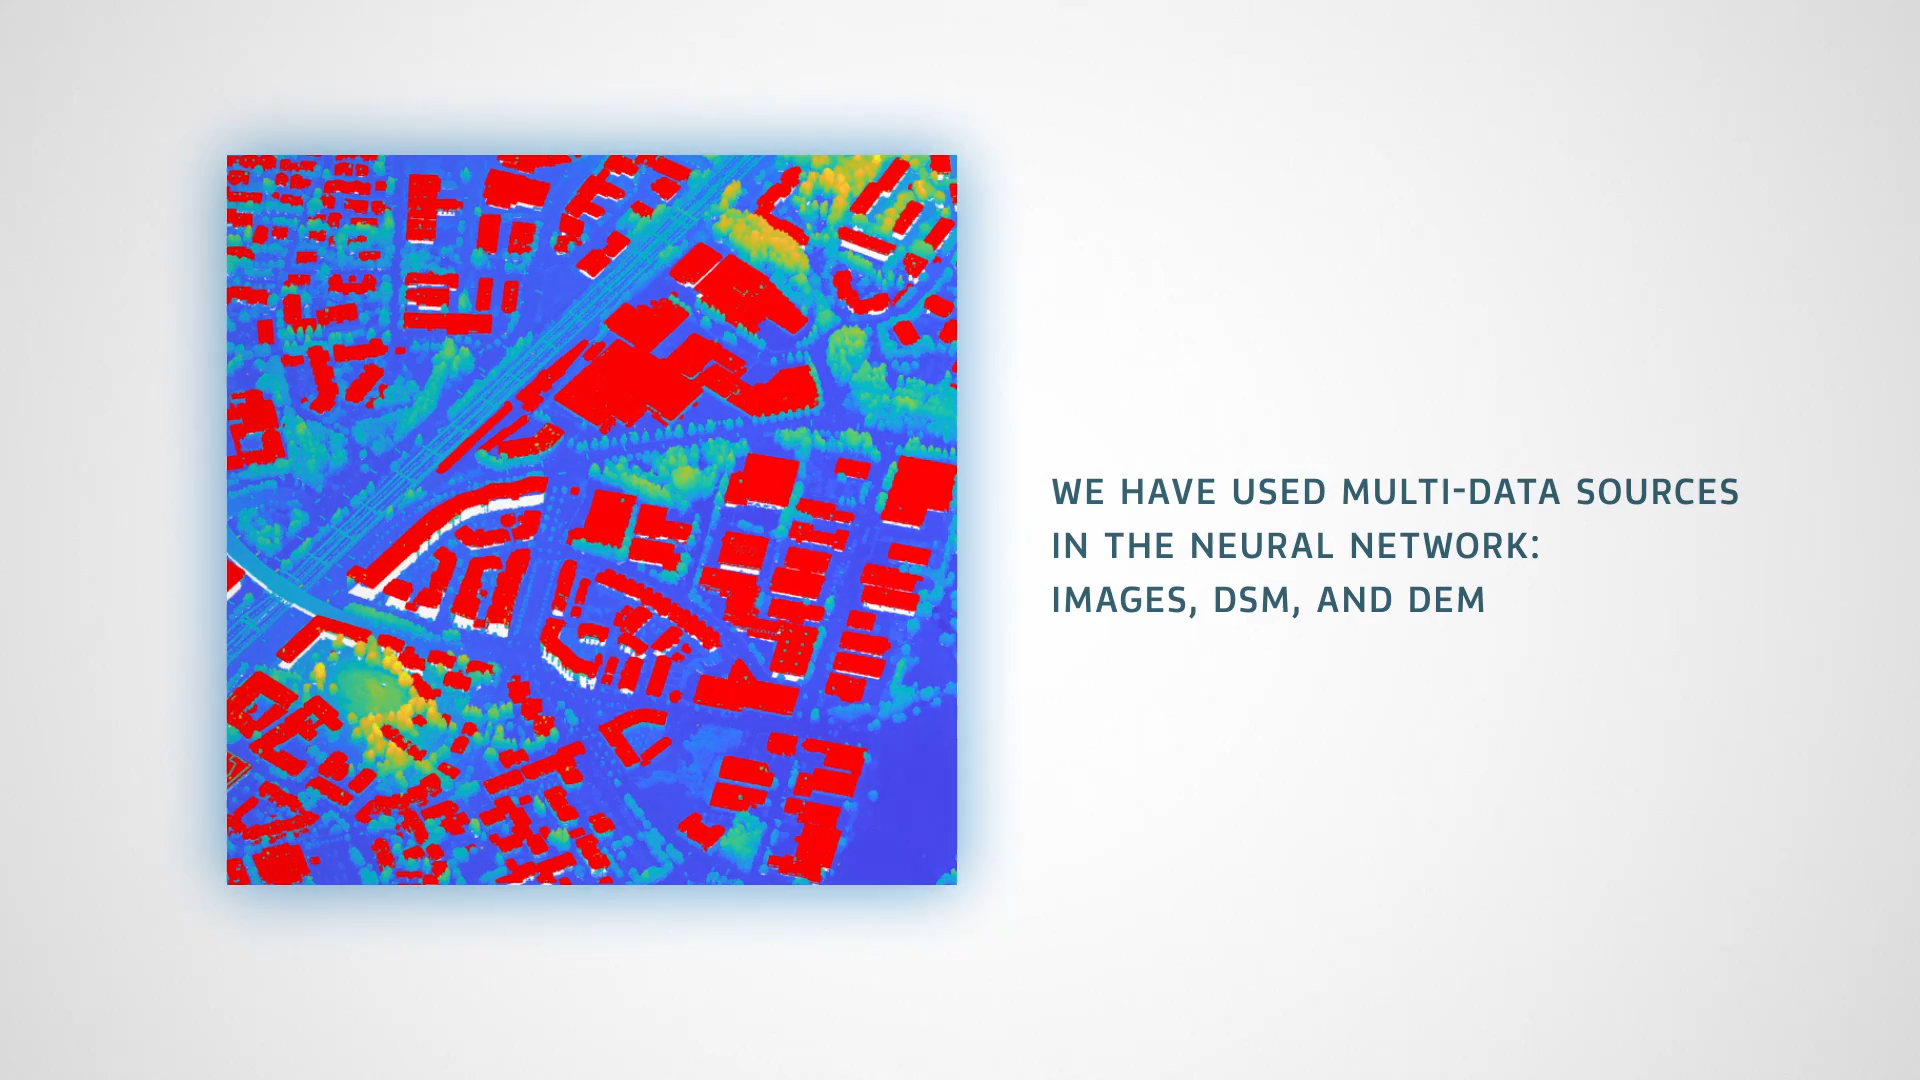 WE HAVE USED MULTI-DATA SOURCES
IN THE NEURAL NETWORK:
IMAGES, DSM, AND DEM